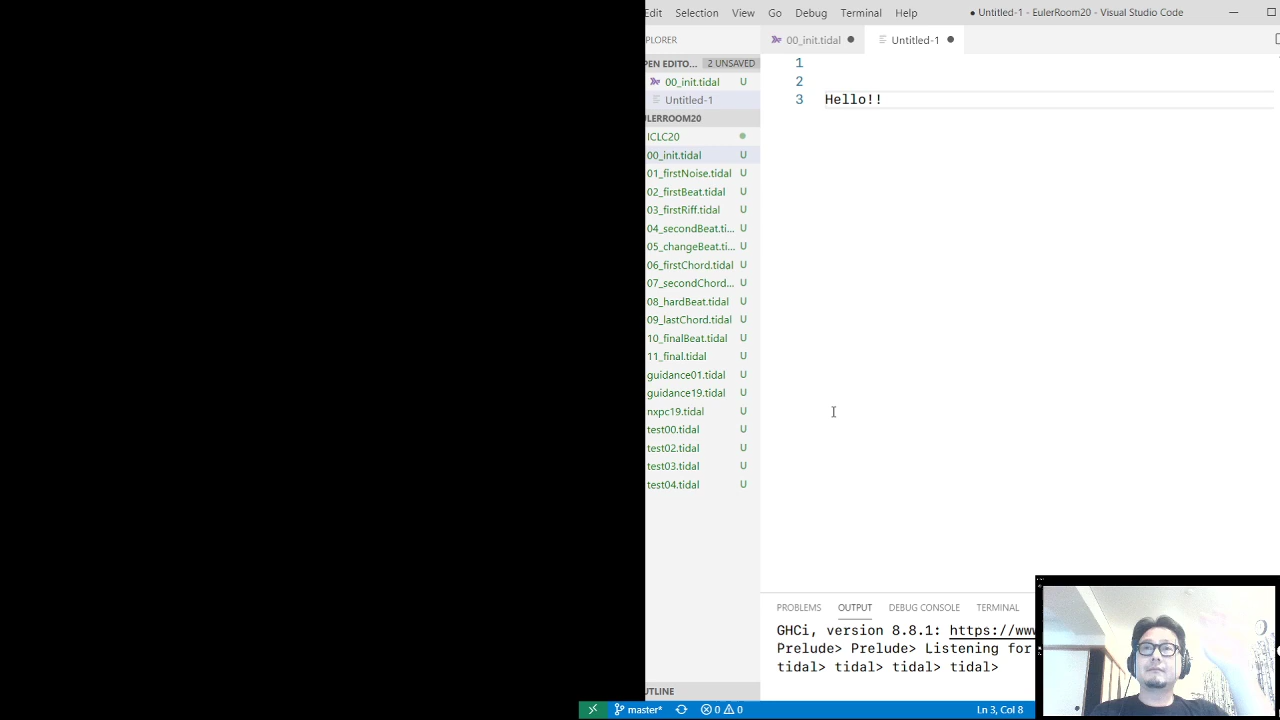 Edit Selection View Go Debug Terminal Help
● Untitled-1 - EulerRoom20 - Visual Studio Code
PLORER
00_init.tidal
Untitled-1
PEN EDITO... 2 UNSAVED
00_init.tidal U
Untitled-1
ULERROOM20
ICLC20
00_init.tidal U
01_firstNoise.tidal U
02_firstBeat.tidal U
03_firstRiff.tidal U
04_secondBeat.ti... U
05_changeBeat.ti... U
06_firstChord.tidal U
07_secondChord... U
08_hardBeat.tidal U
09_lastChord.tidal U
10_finalBeat.tidal U
11_final.tidal U
guidance01.tidal U
guidance19.tidal U
nxpc19.tidal U
test00.tidal U
test02.tidal U
test03.tidal U
test04.tidal U
UTLINE
1
2
3 Hello!!
PROBLEMS OUTPUT DEBUG CONSOLE TERMINAL
GHCi, version 8.8.1: https://www
Prelude> Prelude> Listening for
tidal> tidal> tidal> tidal>
master* 0 0
Ln 3, Col 8